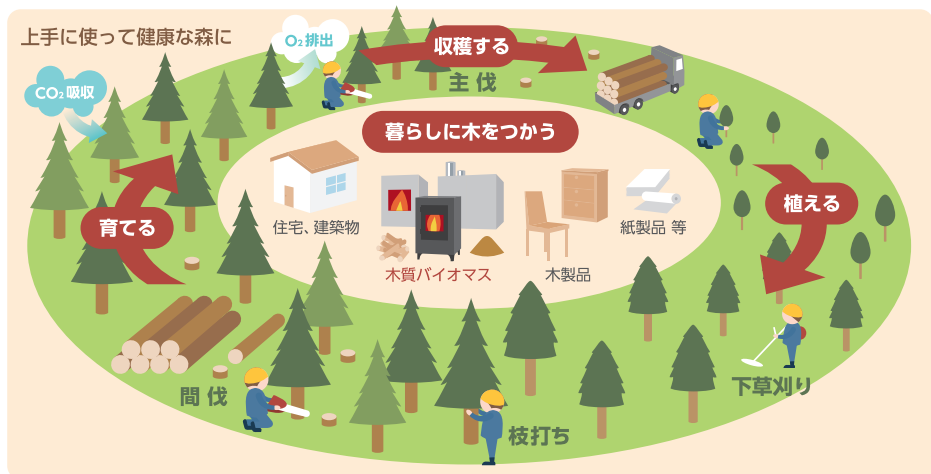 上手に使って健康な森に
O₂排出
CO₂吸収
収穫する
主伐
暮らしに木をつかう
住宅、建築物
木質バイオマス
木製品
紙製品 等
植える
育てる
下草刈り
枝打ち
間伐